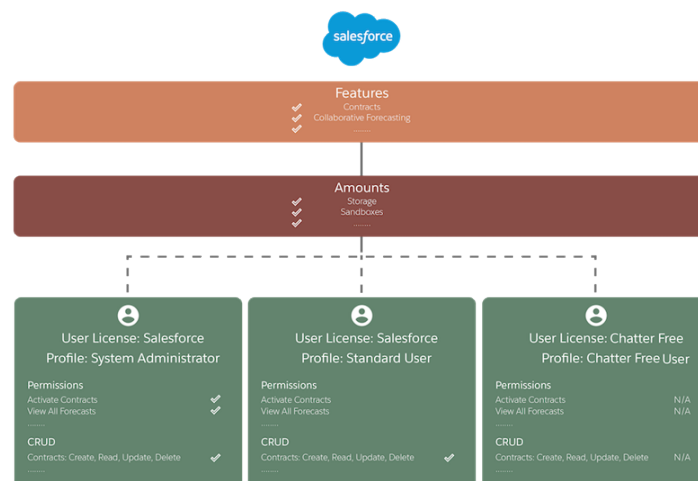 salesforce
Features
Contracts
Collaborative Forecasting
........
Amounts
Storage
Sandboxes
........
User License: Salesforce
Profile: System Administrator
Permissions
Activate Contracts
View All Forecasts
........
CRUD
Contracts: Create, Read, Update, Delete
........
User License: Salesforce
Profile: Standard User
Permissions
Activate Contracts
View All Forecasts
........
CRUD
Contracts: Create, Read, Update, Delete
........
User License: Chatter Free
Profile: Chatter Free User
Permissions
Activate Contracts N/A
View All Forecasts N/A
........
CRUD
Contracts: Create, Read, Update, Delete N/A
........